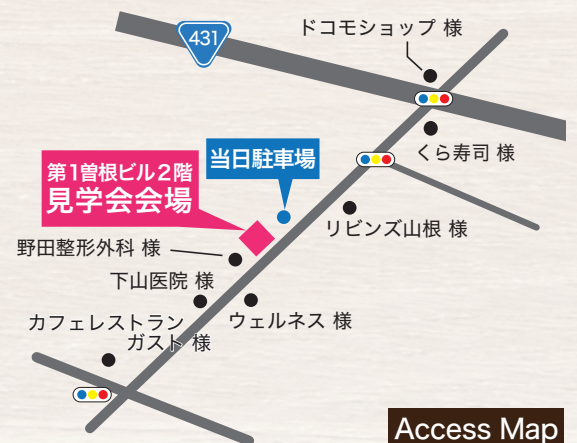 ドコモショップ 様
431
くら寿司 様
当日駐車場
第1曽根ビル2階
見学会会場
リビンズ山根 様
野田整形外科 様
下山医院 様
ウェルネス 様
カフェレストラン
ガスト 様
Access Map